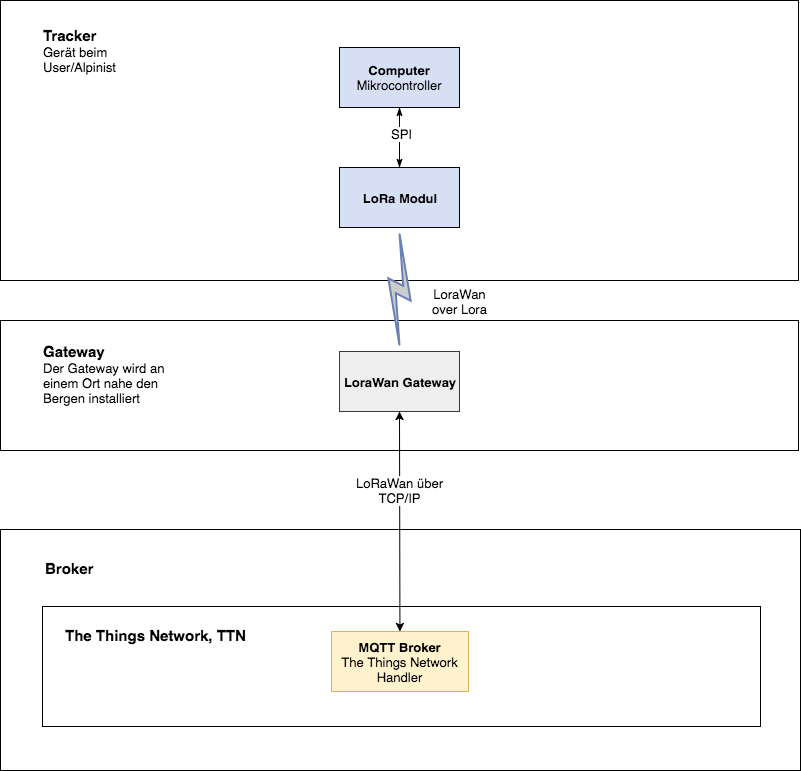 Tracker
Gerät beim
User/Alpinist
Computer
Mikrocontroller
SPI
LoRa Modul
LoraWan
over Lora
Gateway
Der Gateway wird an
einem Ort nahe den
Bergen installiert
LoraWan Gateway
LoRaWan über
TCP/IP
Broker
The Things Network, TTN
MQTT Broker
The Things Network
Handler